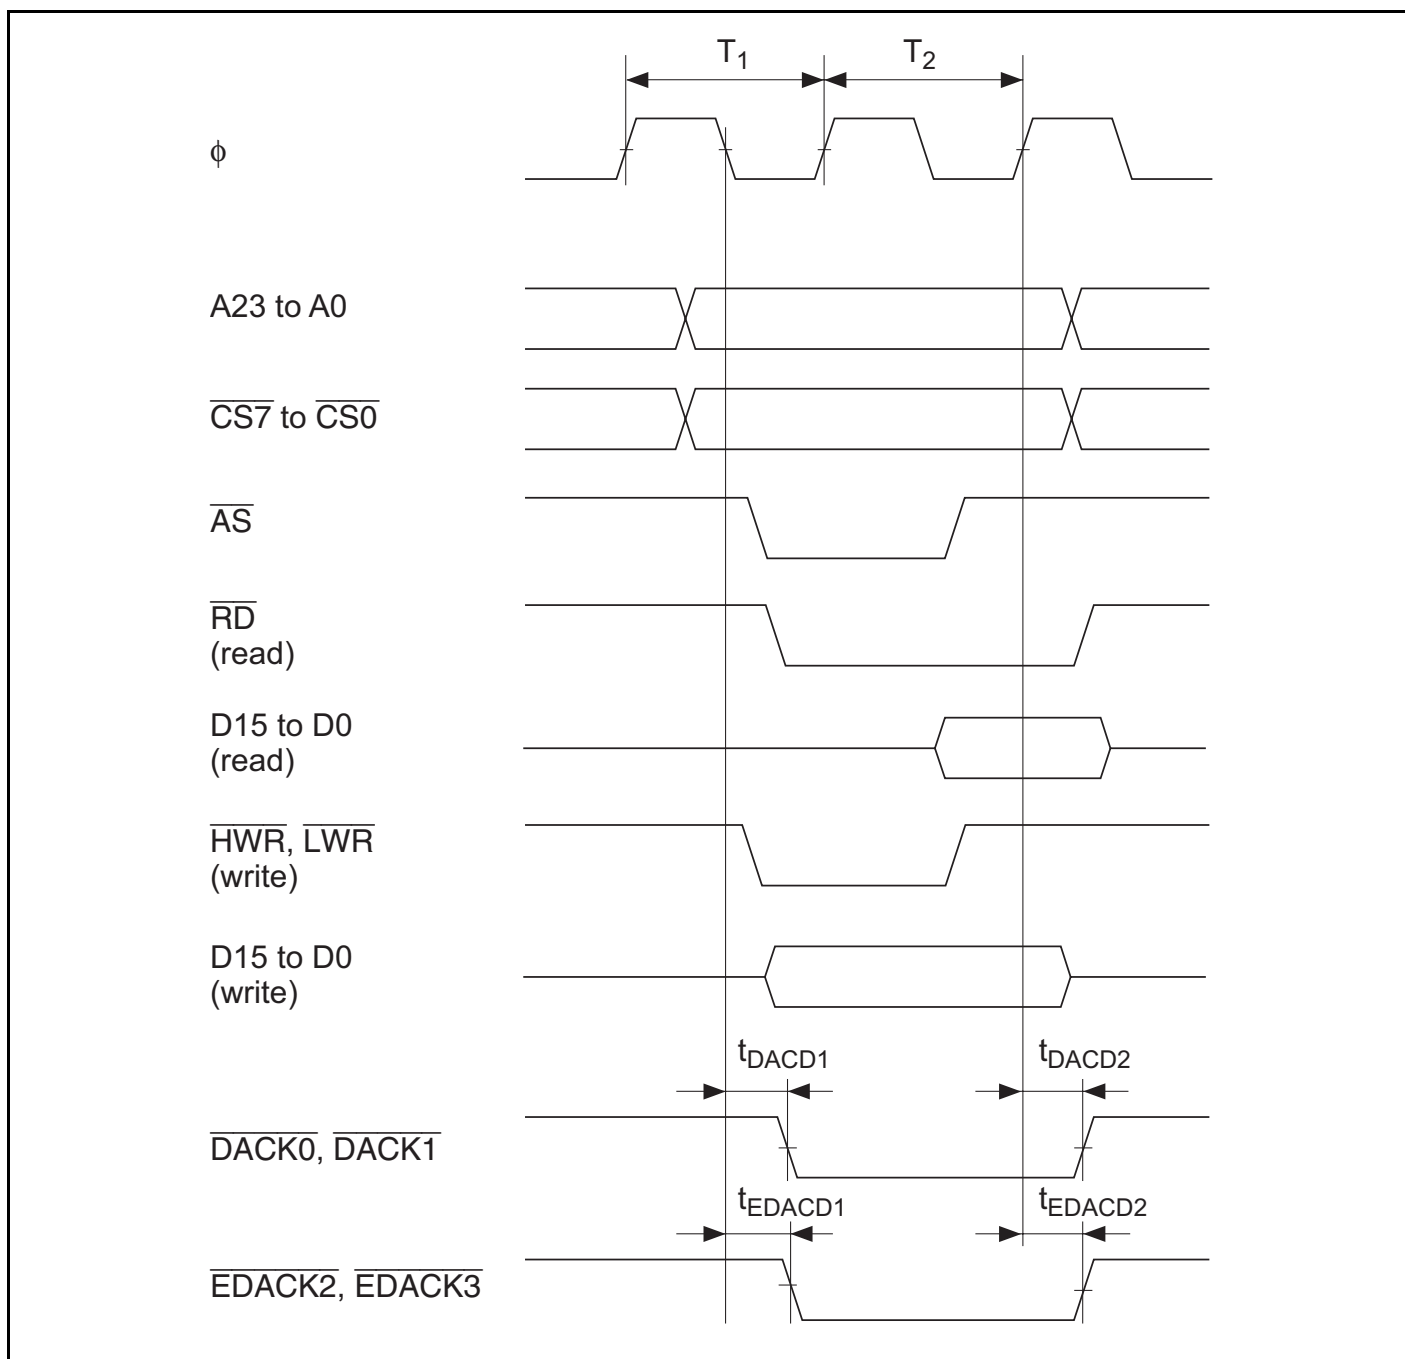 T1 T2
ϕ
A23 to A0
CS7 to CS0
AS
RD
(read)
D15 to D0
(read)
HWR, LWR
(write)
D15 to D0
(write)
tDACD1 tDACD2
DACK0, DACK1
tEDACD1 tEDACD2
EDACK2, EDACK3